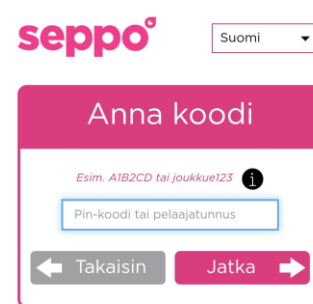 seppo
Suomi
Anna koodi
Esim. A1B2CD tai joukkue123
Pin-koodi tai pelaajatunnus
Takaisin
Jatka